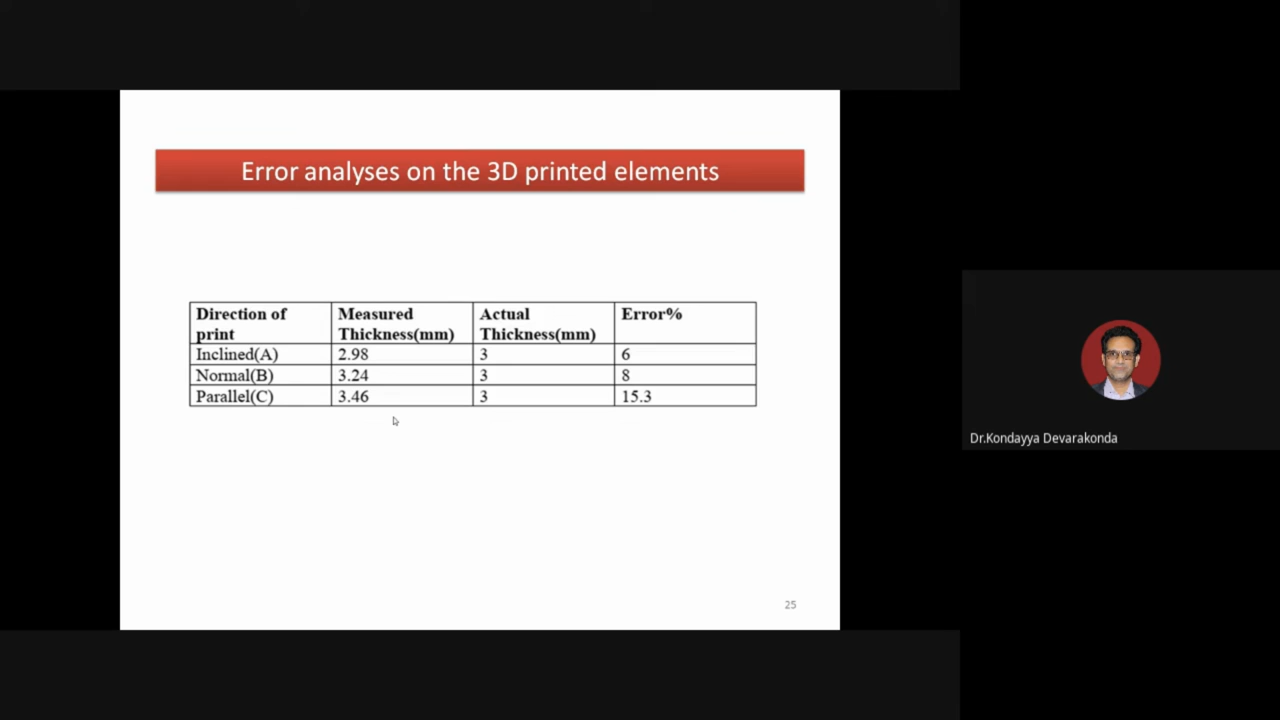 Error analyses on the 3D printed elements
Direction of print Measured Thickness(mm) Actual Thickness(mm) Error%
Inclined(A) 2.98 3 6
Normal(B) 3.24 3 8
Parallel(C) 3.46 3 15.3
25
Dr.Kondayya Devarakonda